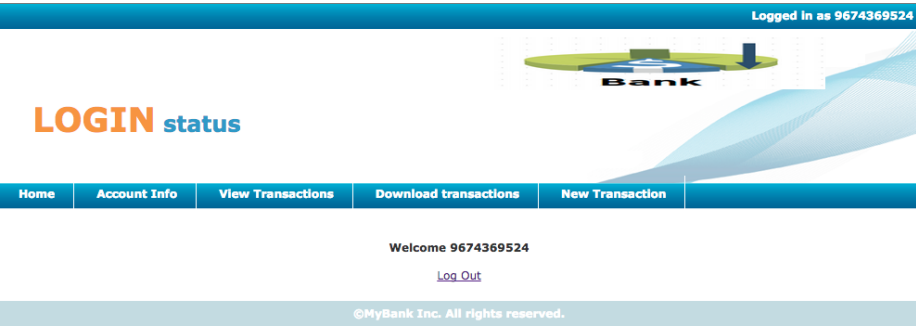 Logged in as 9674369524
Bank
LOGIN status
Home Account Info View Transactions Download transactions New Transaction
Welcome 9674369524
Log Out
©MyBank Inc. All rights reserved.